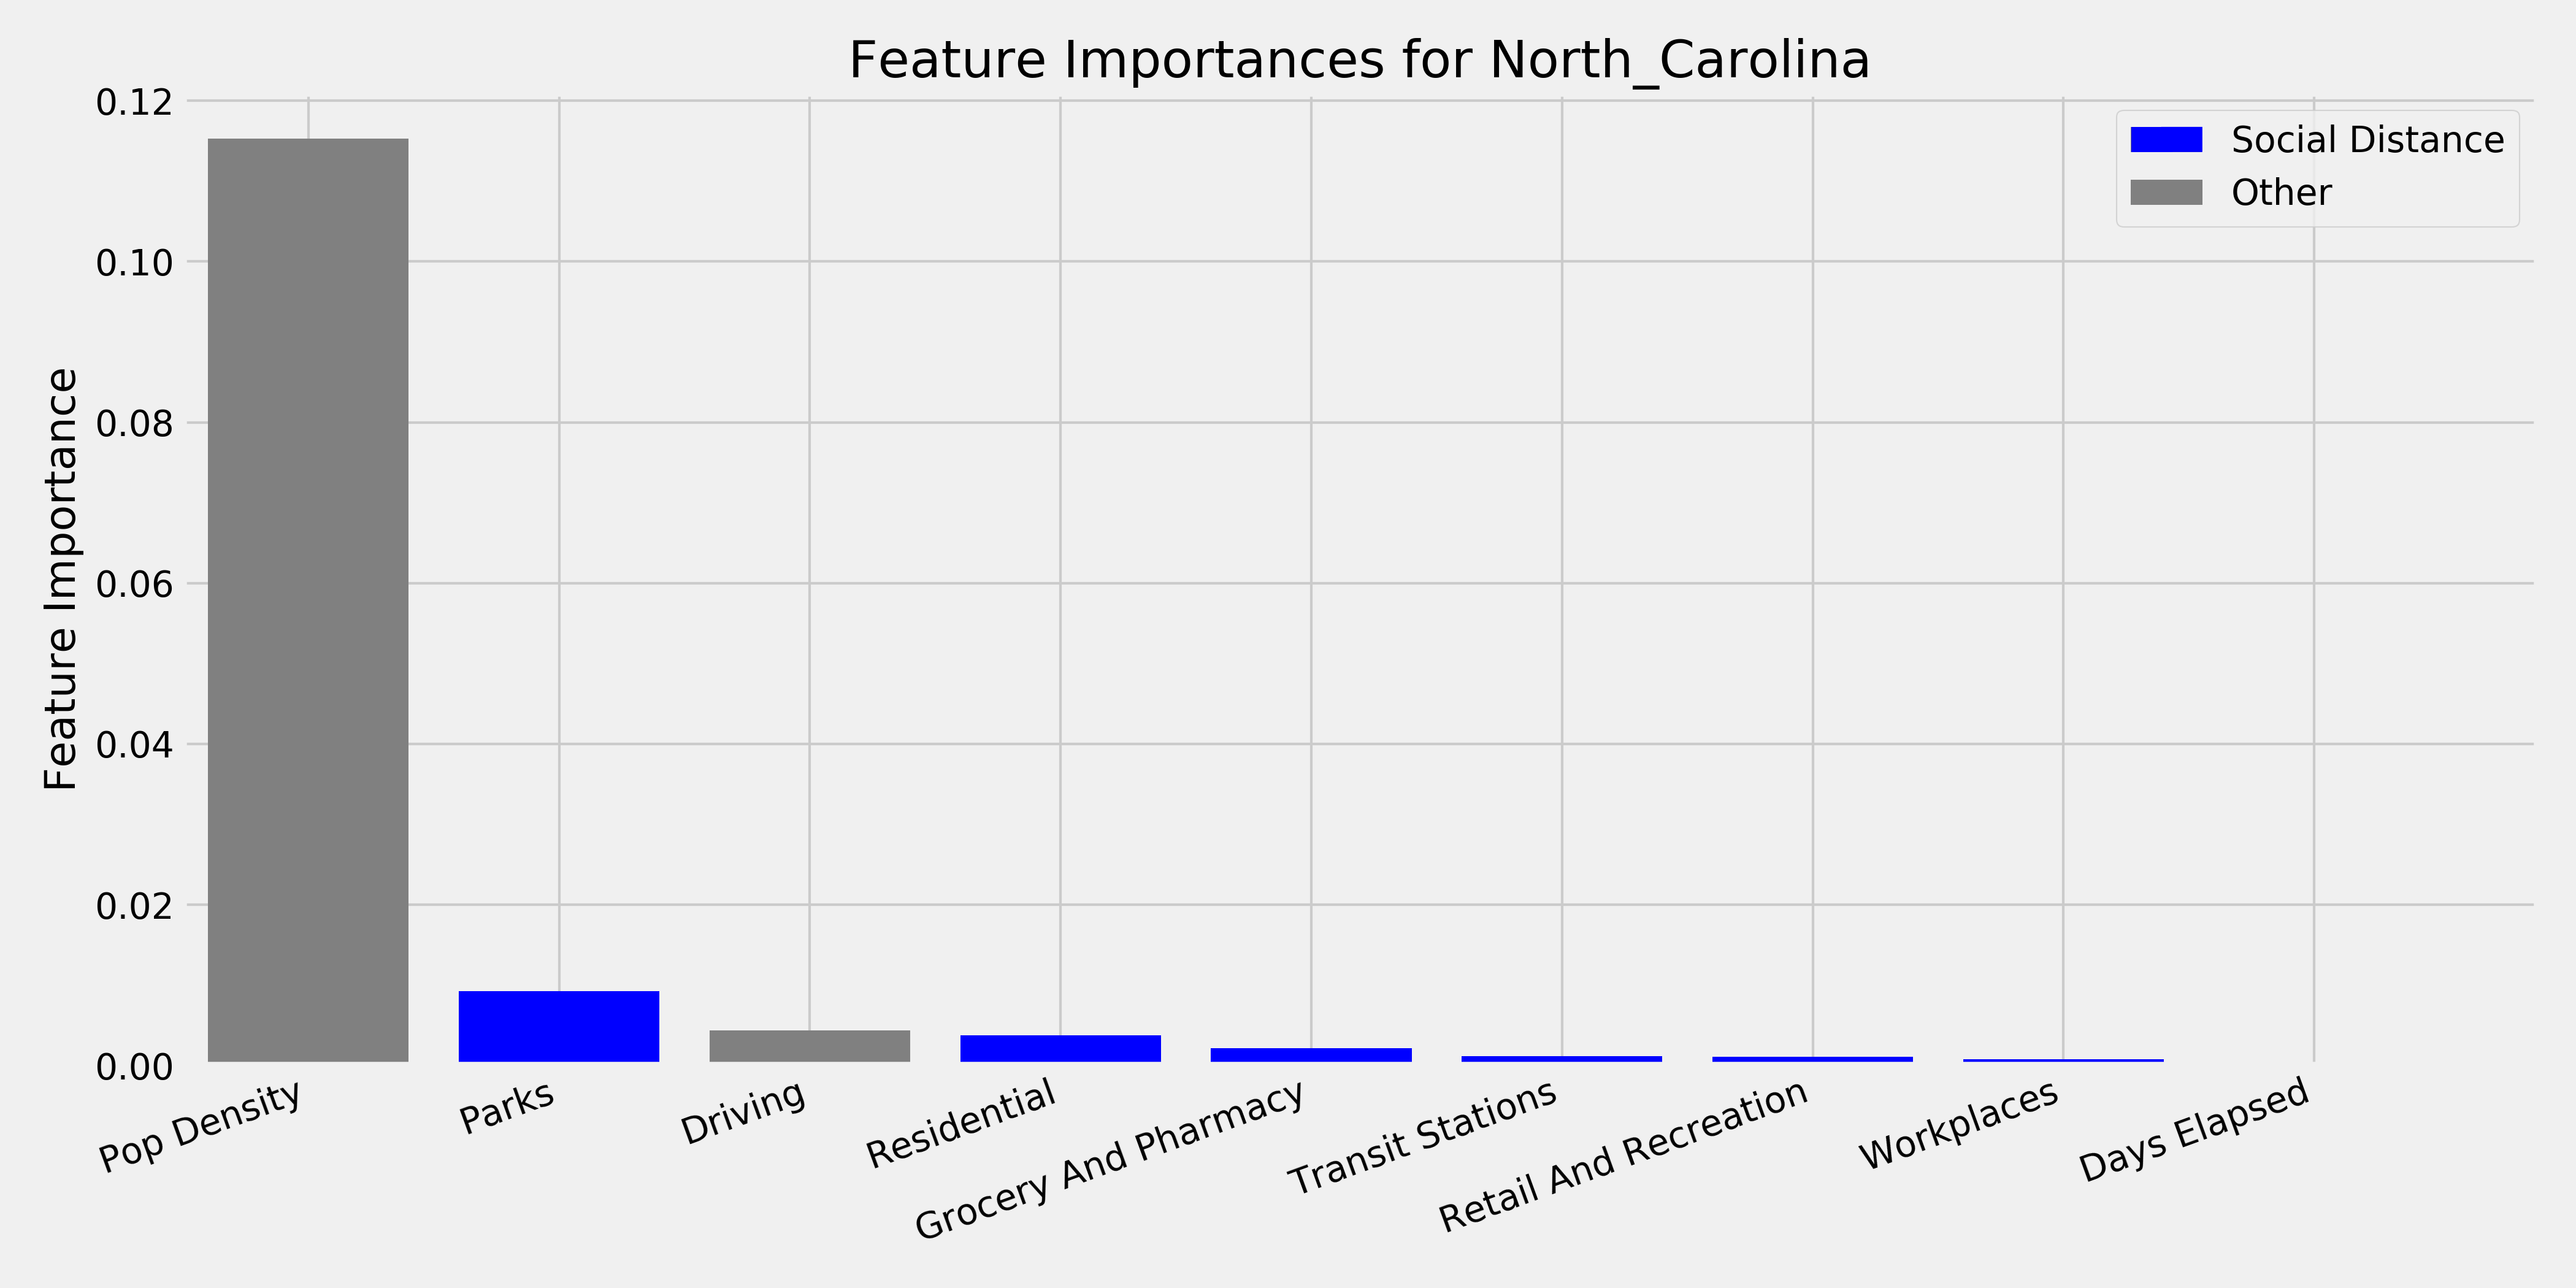 Feature Importances for North_Carolina
Social Distance
Other
Feature Importance
0.12
0.10
0.08
0.06
0.04
0.02
0.00
Pop Density
Parks
Driving
Residential
Grocery And Pharmacy
Transit Stations
Retail And Recreation
Workplaces
Days Elapsed